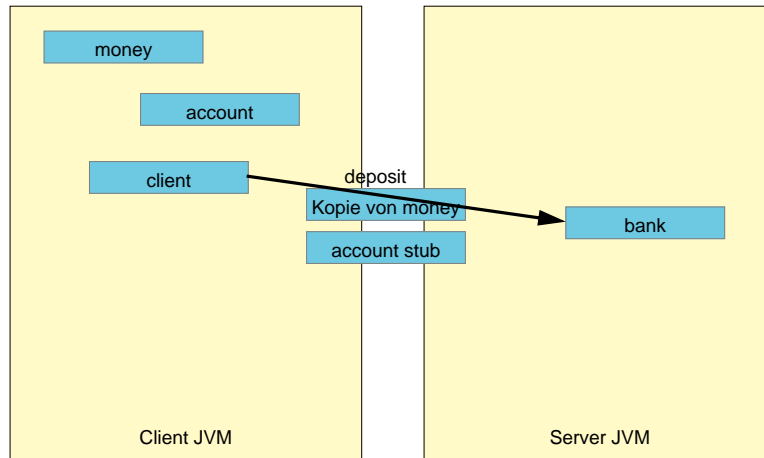 money
account
client
deposit
Kopie von money
account stub
bank
Client JVM
Server JVM